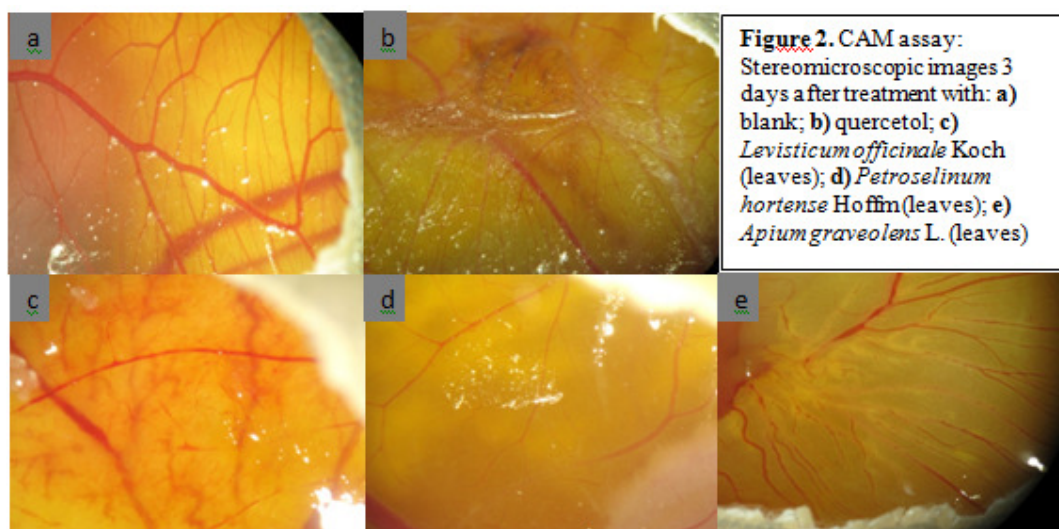 a
b
Figure 2. CAM assay:
Stereomicroscopic images 3
days after treatment with: a)
blank; b) quercetol; c)
Levisticum officinale Koch
(leaves); d) Petroselinum
hortense Hoffm (leaves); e)
Apium graveolens L. (leaves)
c
d
e